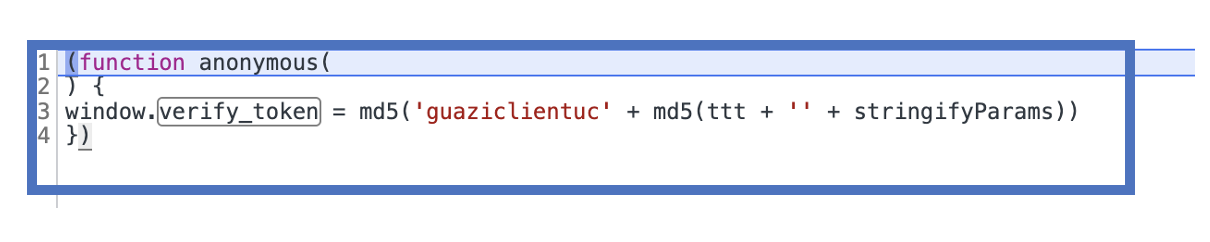 1 (function anonymous(
2 ) {
3 window.verify_token = md5('guaziclientuc' + md5(ttt + '' + stringifyParams))
4 })